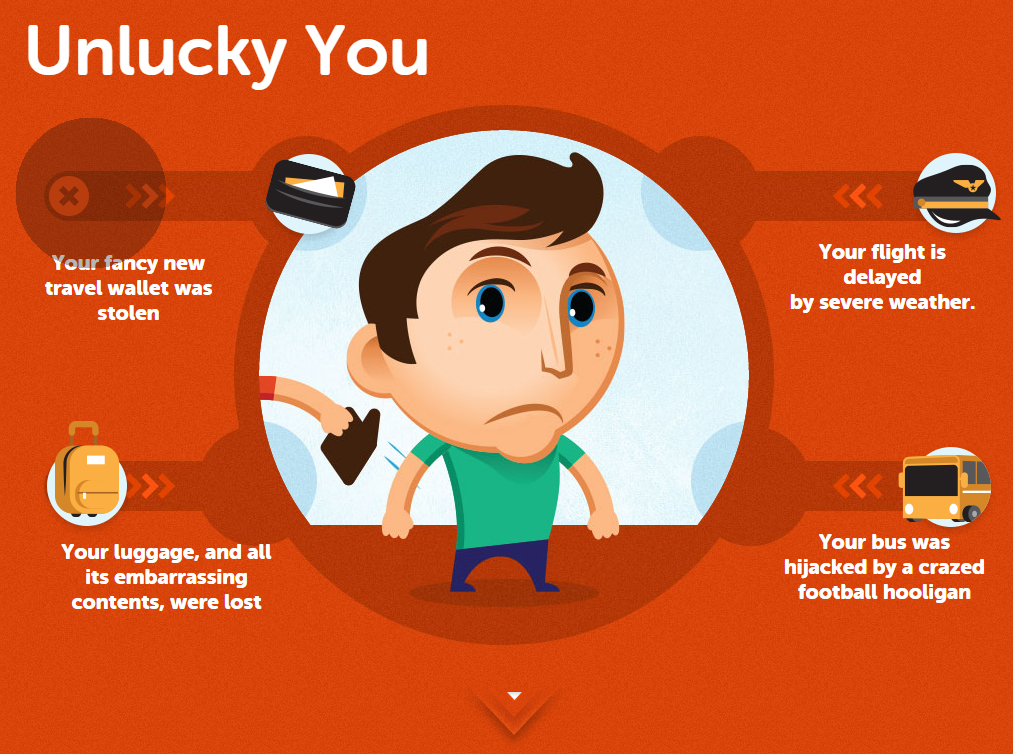 Unlucky You
Your fancy new
travel wallet was
stolen
Your flight is
delayed
by severe weather.
Your luggage, and all
its embarrassing
contents, were lost
Your bus was
hijacked by a crazed
football hooligan